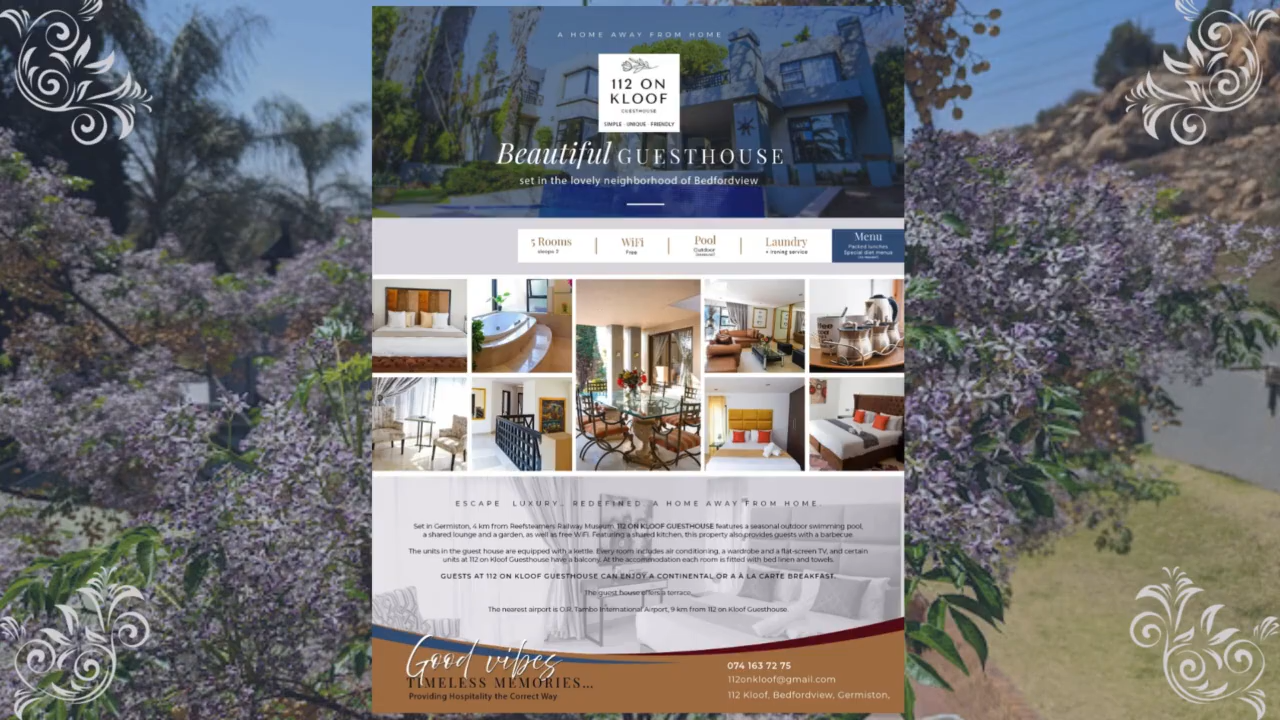 A HOME AWAY FROM HOME
112 ON
KLOOF
GUESTHOUSE
SIMPLE · UNIQUE · FRIENDLY
Beautiful GUESTHOUSE
set in the lovely neighborhood of Bedfordview
5 Rooms
WiFi
Free
Pool
Outdoor
Laundry
+ ironing service
Menu
Packed lunches
Special diet menus
ESCAPE LUXURY. REDEFINED. A HOME AWAY FROM HOME.
Set in Germiston, 4 km from Reefsteamers Railway Museum, 112 ON KLOOF GUESTHOUSE features a seasonal outdoor swimming pool,
a shared lounge and a garden, as well as free WiFi. Featuring a shared kitchen, this property also provides guests with a barbecue.
The units in the guest house are equipped with a kettle. Every room includes air conditioning, a wardrobe and a flat-screen TV, and certain
units at 112 on Kloof Guesthouse have a balcony. At the accommodation each room is fitted with bed linen and towels.
GUESTS AT 112 ON KLOOF GUESTHOUSE CAN ENJOY A CONTINENTAL OR A À LA CARTE BREAKFAST.
The guest house offers a terrace.
The nearest airport is O.R. Tambo International Airport, 9 km from 112 on Kloof Guesthouse.
Good vibes
TIMELESS MEMORIES...
Providing Hospitality the Correct Way
074 163 72 75
112onkloof@gmail.com
112 Kloof, Bedfordview, Germiston,